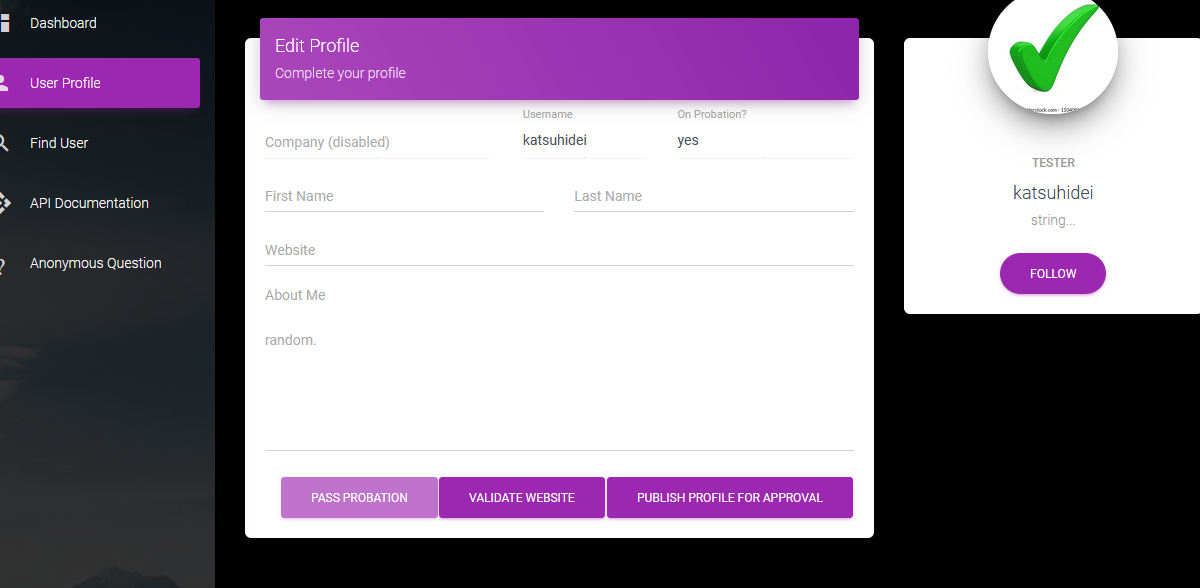 Dashboard
User Profile
Find User
API Documentation
Anonymous Question
Edit Profile
Complete your profile
Company (disabled)
Username
katsuhidei
On Probation?
yes
First Name
Last Name
Website
About Me
random.
PASS PROBATION
VALIDATE WEBSITE
PUBLISH PROFILE FOR APPROVAL
TESTER
katsuhidei
string...
FOLLOW